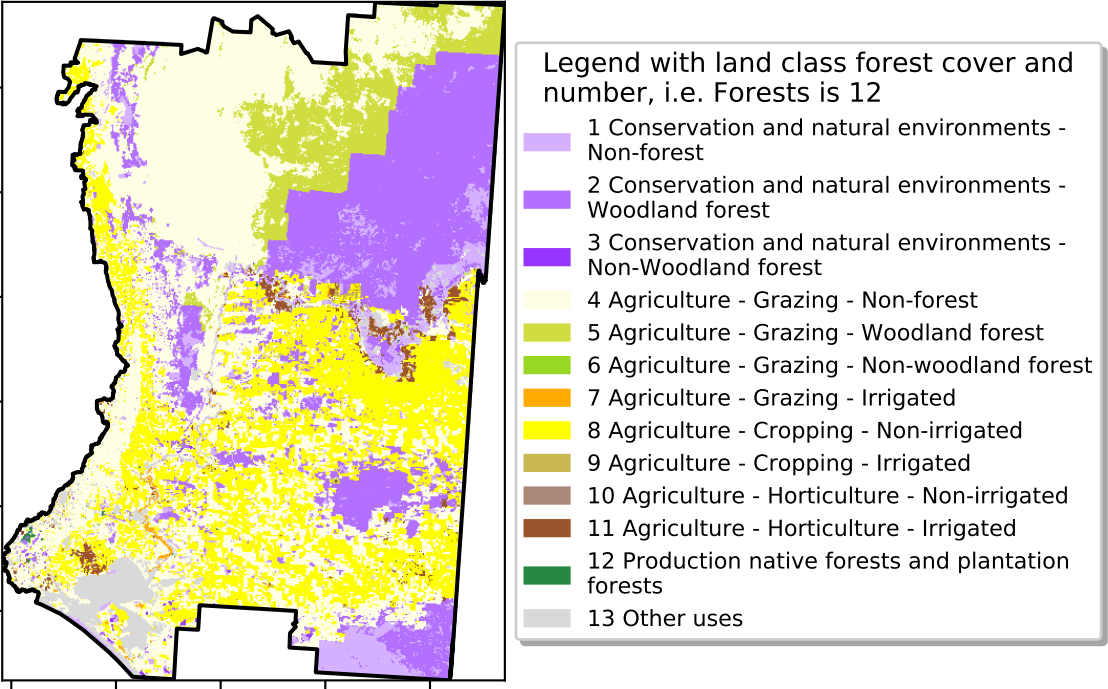 Legend with land class forest cover and
number, i.e. Forests is 12
1 Conservation and natural environments -
Non-forest
2 Conservation and natural environments -
Woodland forest
3 Conservation and natural environments -
Non-Woodland forest
4 Agriculture - Grazing - Non-forest
5 Agriculture - Grazing - Woodland forest
6 Agriculture - Grazing - Non-woodland forest
7 Agriculture - Grazing - Irrigated
8 Agriculture - Cropping - Non-irrigated
9 Agriculture - Cropping - Irrigated
10 Agriculture - Horticulture - Non-irrigated
11 Agriculture - Horticulture - Irrigated
12 Production native forests and plantation
forests
13 Other uses